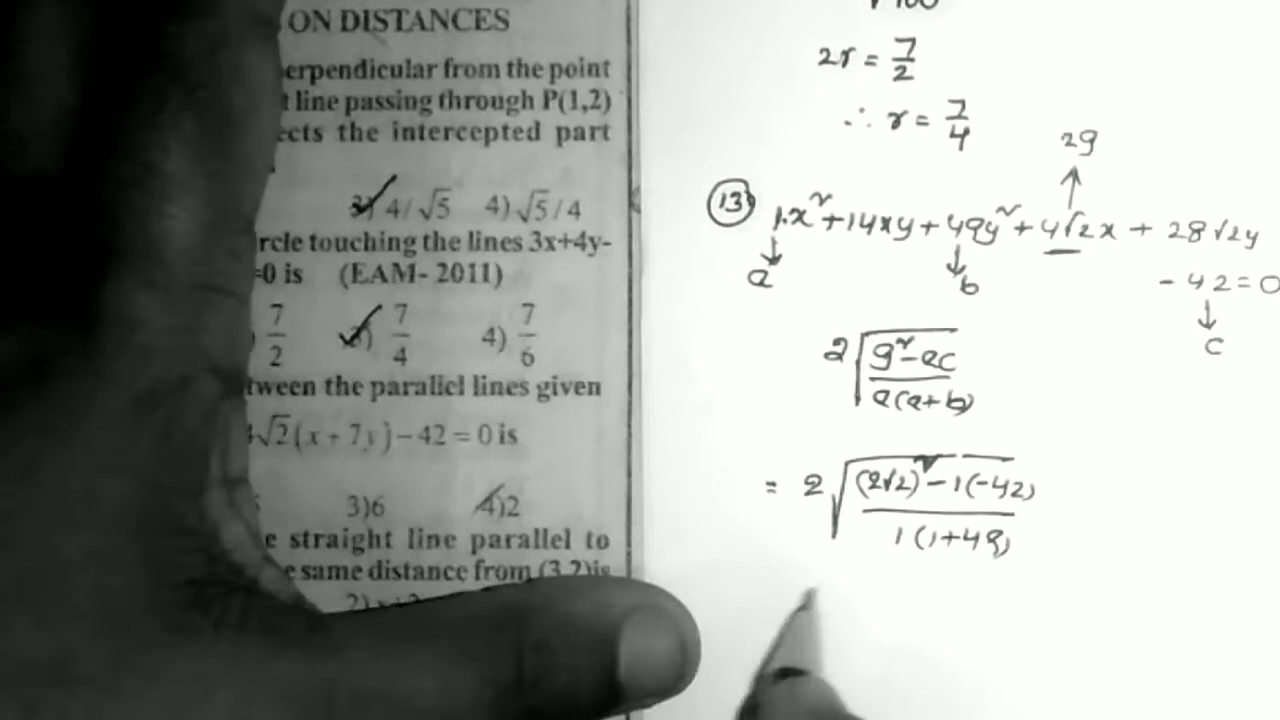 ON DISTANCES
erpendicular from the point
t line passing through P(1,2)
ects the intercepted part
3) 4/√5 4) √5/4
rcle touching the lines 3x+4y-
=0 is (EAM- 2011)
7/2 3) 7/4 4) 7/6
tween the parallel lines given
√2(x+7y)-42=0 is
3)6 4)2
e straight line parallel to
e same distance from (3,2)is
2r = 7/2
∴ r = 7/4
2g
(13) 1.x²+14xy+49y²+4√2x+28√2y
-42=0
a b c
2√((g²-ac)/(a(a+b)))
= 2√(((2√2)²-1(-42))/(1(1+49)))